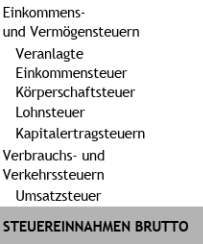 Einkommens-
und Vermögensteuern
Veranlagte
Einkommensteuer
Körperschaftsteuer
Lohnsteuer
Kapitalertragsteuern
Verbrauchs- und
Verkehrssteuern
Umsatzsteuer
STEUEREINNAHMEN BRUTTO